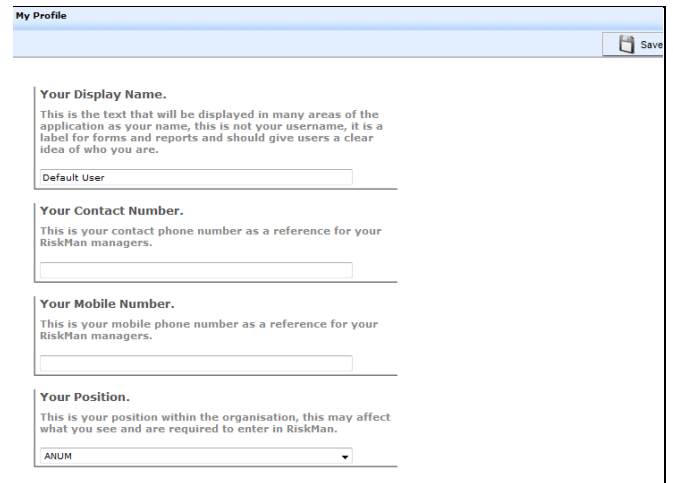 My Profile
Save
Your Display Name.
This is the text that will be displayed in many areas of the
application as your name, this is not your username, it is a
label for forms and reports and should give users a clear
idea of who you are.
Default User
Your Contact Number.
This is your contact phone number as a reference for your
RiskMan managers.
Your Mobile Number.
This is your mobile phone number as a reference for your
RiskMan managers.
Your Position.
This is your position within the organisation, this may affect
what you see and are required to enter in RiskMan.
ANUM